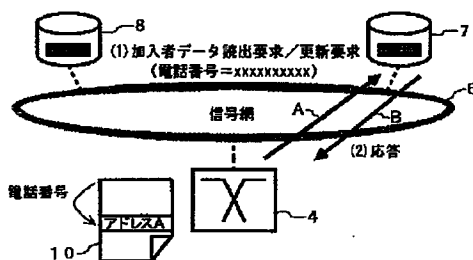 8
7
(1) 加入者データ読出要求／更新要求
(電話番号＝xxxxxxxxxx)
6
信号網
A
B
(2) 応答
電話番号
アドレスA
4
10